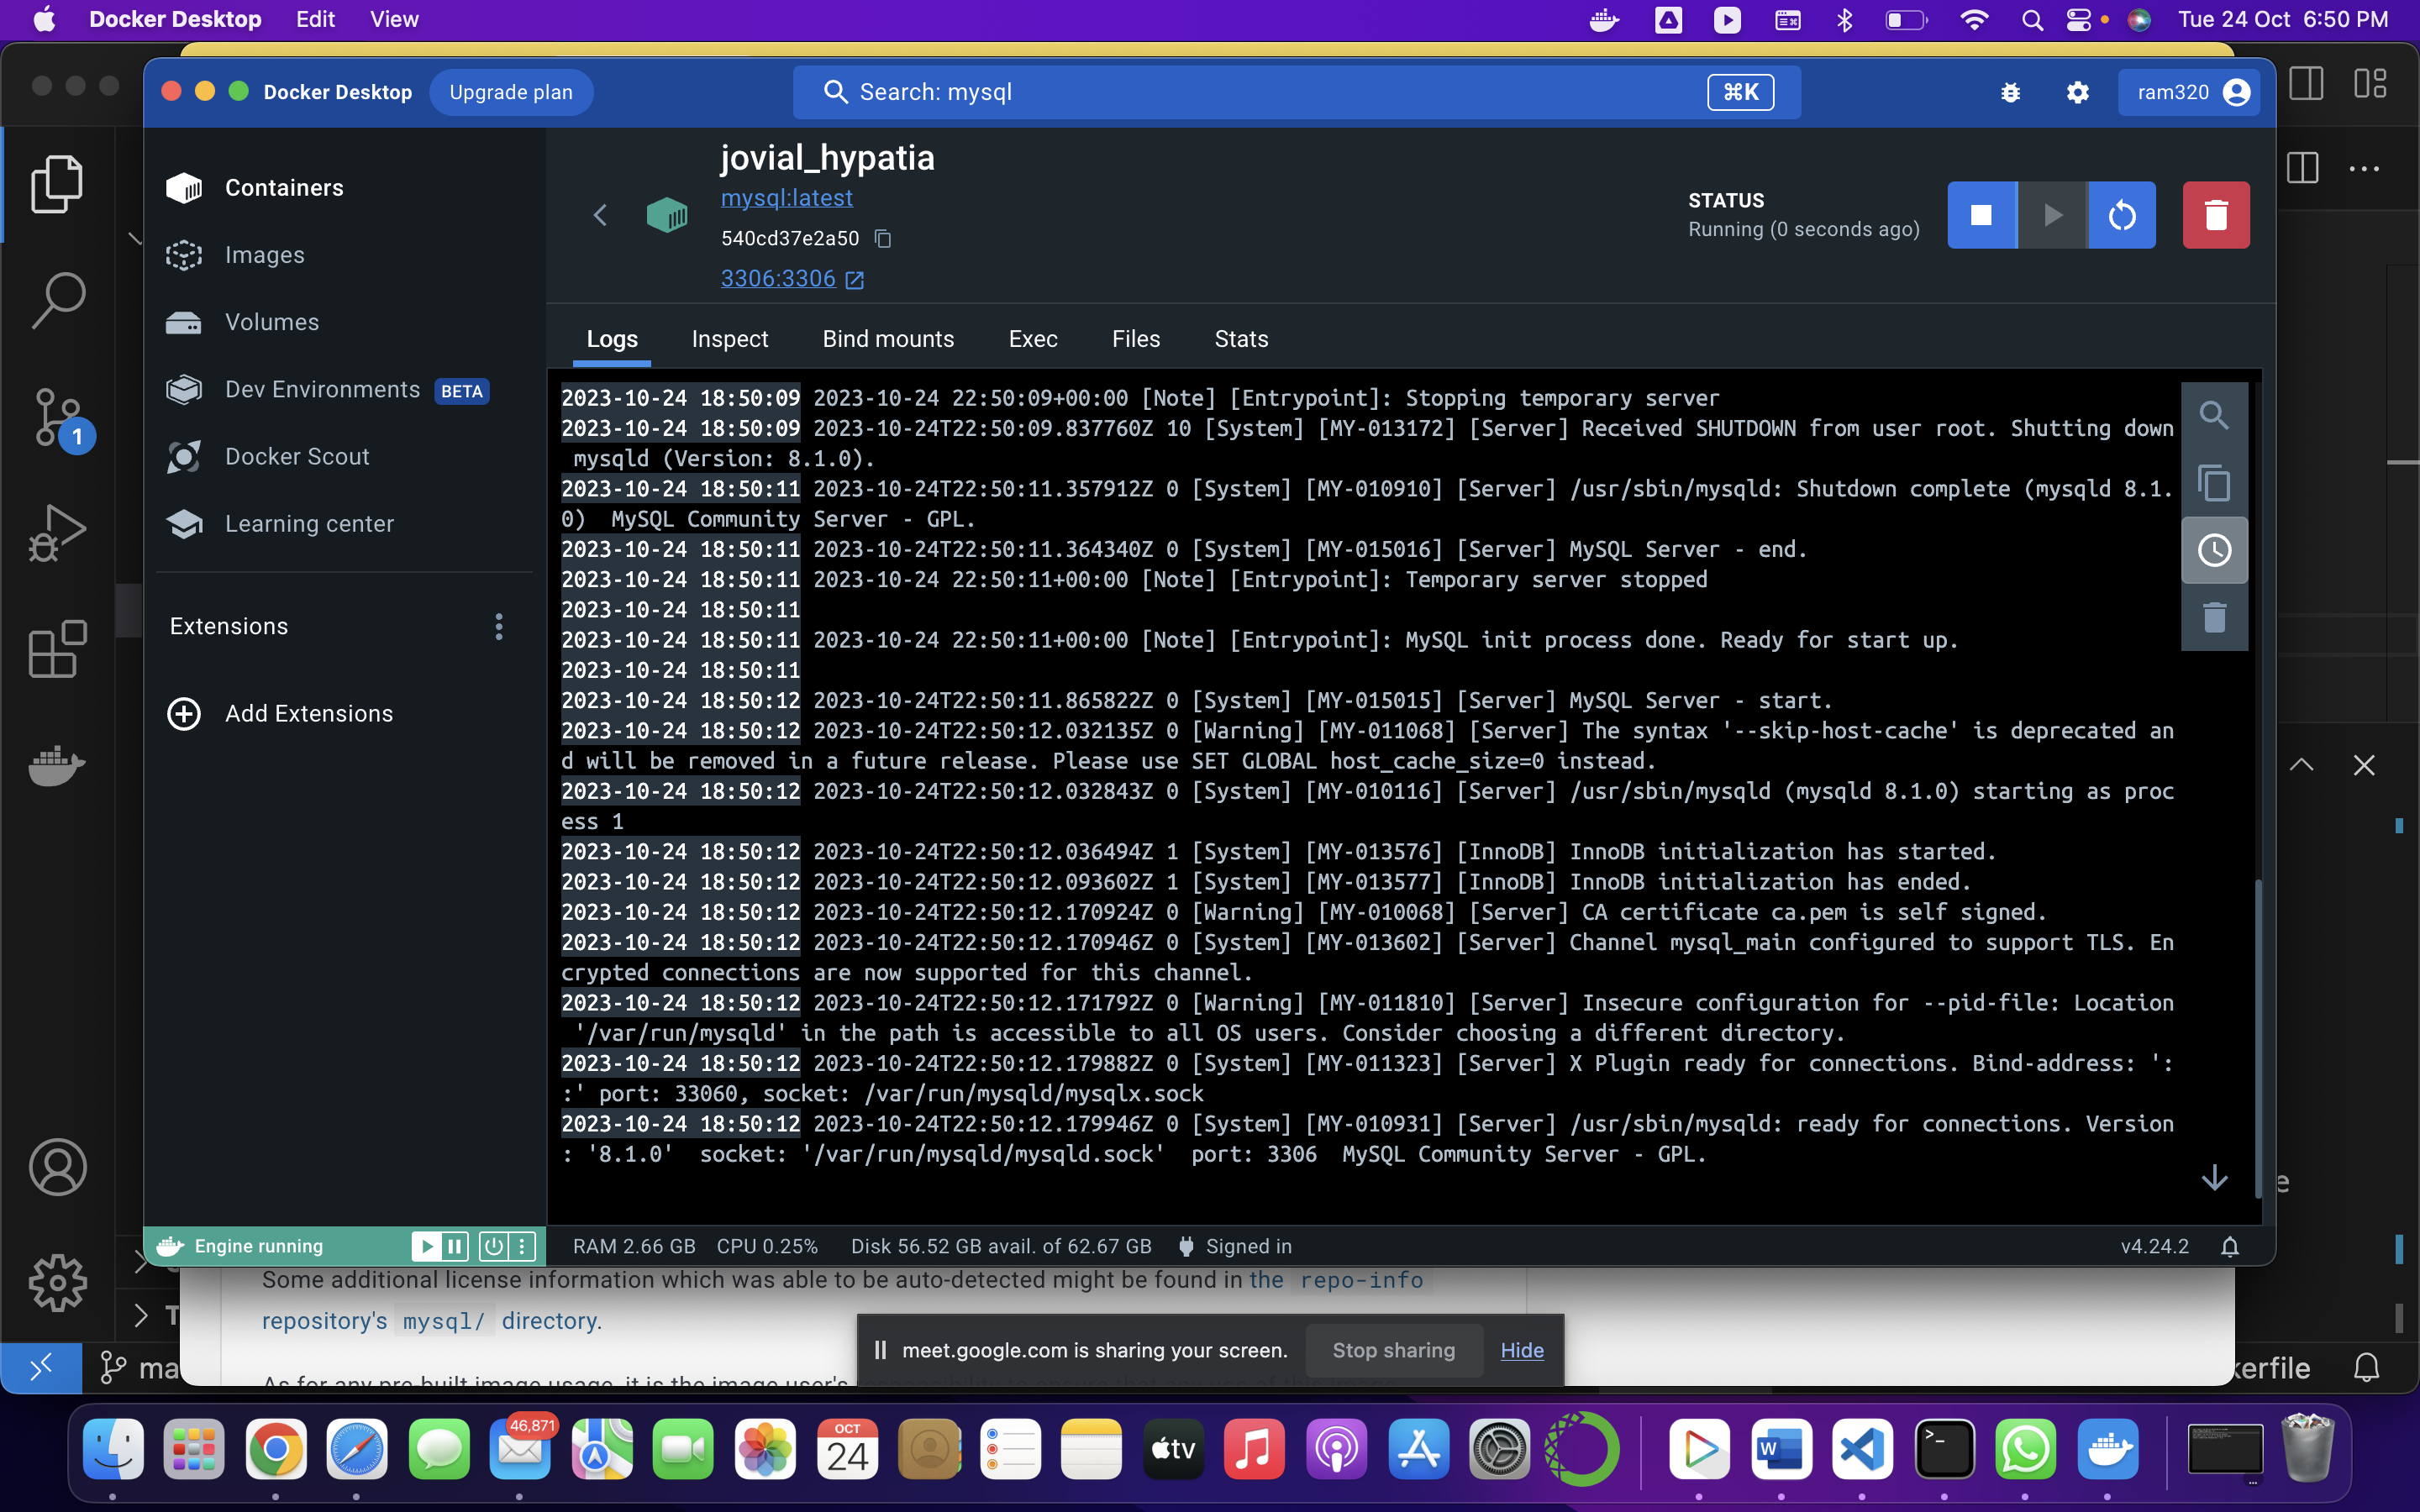 Docker Desktop Edit View
Tue 24 Oct 6:50 PM
Docker Desktop Upgrade plan
Search: mysql ⌘K
ram320
Containers
Images
Volumes
Dev Environments BETA
Docker Scout
Learning center
Extensions
Add Extensions
1
jovial_hypatia
mysql:latest
540cd37e2a50
3306:3306
STATUS
Running (0 seconds ago)
Logs Inspect Bind mounts Exec Files Stats
2023-10-24 18:50:09 2023-10-24 22:50:09+00:00 [Note] [Entrypoint]: Stopping temporary server
2023-10-24 18:50:09 2023-10-24T22:50:09.837760Z 10 [System] [MY-013172] [Server] Received SHUTDOWN from user root. Shutting down
mysqld (Version: 8.1.0).
2023-10-24 18:50:11 2023-10-24T22:50:11.357912Z 0 [System] [MY-010910] [Server] /usr/sbin/mysqld: Shutdown complete (mysqld 8.1.
0)  MySQL Community Server - GPL.
2023-10-24 18:50:11 2023-10-24T22:50:11.364340Z 0 [System] [MY-015016] [Server] MySQL Server - end.
2023-10-24 18:50:11 2023-10-24 22:50:11+00:00 [Note] [Entrypoint]: Temporary server stopped
2023-10-24 18:50:11
2023-10-24 18:50:11 2023-10-24 22:50:11+00:00 [Note] [Entrypoint]: MySQL init process done. Ready for start up.
2023-10-24 18:50:11
2023-10-24 18:50:12 2023-10-24T22:50:11.865822Z 0 [System] [MY-015015] [Server] MySQL Server - start.
2023-10-24 18:50:12 2023-10-24T22:50:12.032135Z 0 [Warning] [MY-011068] [Server] The syntax '--skip-host-cache' is deprecated an
d will be removed in a future release. Please use SET GLOBAL host_cache_size=0 instead.
2023-10-24 18:50:12 2023-10-24T22:50:12.032843Z 0 [System] [MY-010116] [Server] /usr/sbin/mysqld (mysqld 8.1.0) starting as proc
ess 1
2023-10-24 18:50:12 2023-10-24T22:50:12.036494Z 1 [System] [MY-013576] [InnoDB] InnoDB initialization has started.
2023-10-24 18:50:12 2023-10-24T22:50:12.093602Z 1 [System] [MY-013577] [InnoDB] InnoDB initialization has ended.
2023-10-24 18:50:12 2023-10-24T22:50:12.170924Z 0 [Warning] [MY-010068] [Server] CA certificate ca.pem is self signed.
2023-10-24 18:50:12 2023-10-24T22:50:12.170946Z 0 [System] [MY-013602] [Server] Channel mysql_main configured to support TLS. En
crypted connections are now supported for this channel.
2023-10-24 18:50:12 2023-10-24T22:50:12.171792Z 0 [Warning] [MY-011810] [Server] Insecure configuration for --pid-file: Location
'/var/run/mysqld' in the path is accessible to all OS users. Consider choosing a different directory.
2023-10-24 18:50:12 2023-10-24T22:50:12.179882Z 0 [System] [MY-011323] [Server] X Plugin ready for connections. Bind-address: ':
:' port: 33060, socket: /var/run/mysqld/mysqlx.sock
2023-10-24 18:50:12 2023-10-24T22:50:12.179946Z 0 [System] [MY-010931] [Server] /usr/sbin/mysqld: ready for connections. Version
: '8.1.0'  socket: '/var/run/mysqld/mysqld.sock'  port: 3306  MySQL Community Server - GPL.
Engine running
RAM 2.66 GB CPU 0.25% Disk 56.52 GB avail. of 62.67 GB Signed in
v4.24.2
Some additional license information which was able to be auto-detected might be found in the repo-info
repository's mysql/ directory.
As for any pre-built image usage, it is the image user's
meet.google.com is sharing your screen. Stop sharing Hide
ma
kerfile
46,871
OCT
24
tv